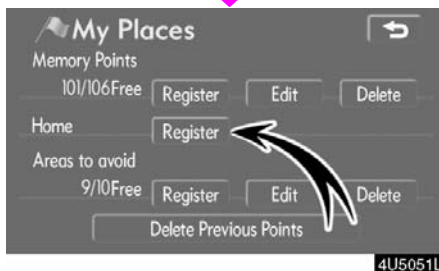 My Places
Memory Points
101/106Free Register Edit Delete
Home Register
Areas to avoid
9/10Free Register Edit Delete
Delete Previous Points
4U5051L